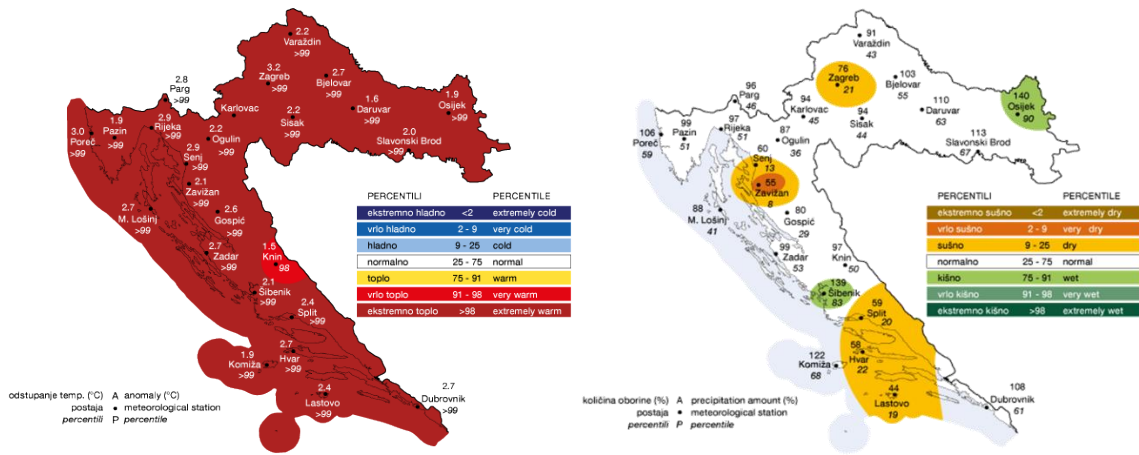 2.2
Varaždin
>99
3.2
Zagreb
>99
2.7
Bjelovar
>99
2.8
Parg
>99
1.9
Osijek
>99
1.6
Daruvar
>99
Karlovac
2.2
Sisak
>99
2.0
Slavonski Brod
>99
3.0
Poreč
>99
1.9
Pazin
>99
2.9
Rijeka
>99
2.2
Ogulin
>99
2.9
Senj
>99
2.1
Zavižan
>99
2.7
M. Lošinj
>99
2.6
Gospić
>99
1.5
Knin
98
2.7
Zadar
>99
2.1
Šibenik
>99
2.4
Split
>99
2.7
Hvar
>99
1.9
Komiža
>99
2.4
Lastovo
>99
2.7
Dubrovnik
>99
PERCENTILI PERCENTILE
ekstremno hladno <2 extremely cold
vrlo hladno 2 - 9 very cold
hladno 9 - 25 cold
normalno 25 - 75 normal
toplo 75 - 91 warm
vrlo toplo 91 - 98 very warm
ekstremno toplo >98 extremely warm
odstupanje temp. (°C) A anomaly (°C)
postaja • meteorological station
percentili P percentile
91
Varaždin
43
76
Zagreb
21
103
Bjelovar
55
96
Parg
46
140
Osijek
90
110
Daruvar
63
94
Karlovac
45
94
Sisak
44
113
Slavonski Brod
67
106
Poreč
59
99
Pazin
51
97
Rijeka
51
87
Ogulin
36
60
Senj
13
55
Zavižan
8
88
M. Lošinj
41
80
Gospić
29
99
Zadar
53
97
Knin
50
139
Šibenik
83
59
Split
20
58
Hvar
22
122
Komiža
68
44
Lastovo
19
108
Dubrovnik
61
PERCENTILI PERCENTILE
ekstremno sušno <2 extremely dry
vrlo sušno 2 - 9 very dry
sušno 9 - 25 dry
normalno 25 - 75 normal
kišno 75 - 91 wet
vrlo kišno 91 - 98 very wet
ekstremno kišno >98 extremely wet
količina oborine (%) A precipitation amount (%)
postaja • meteorological station
percentili P percentile